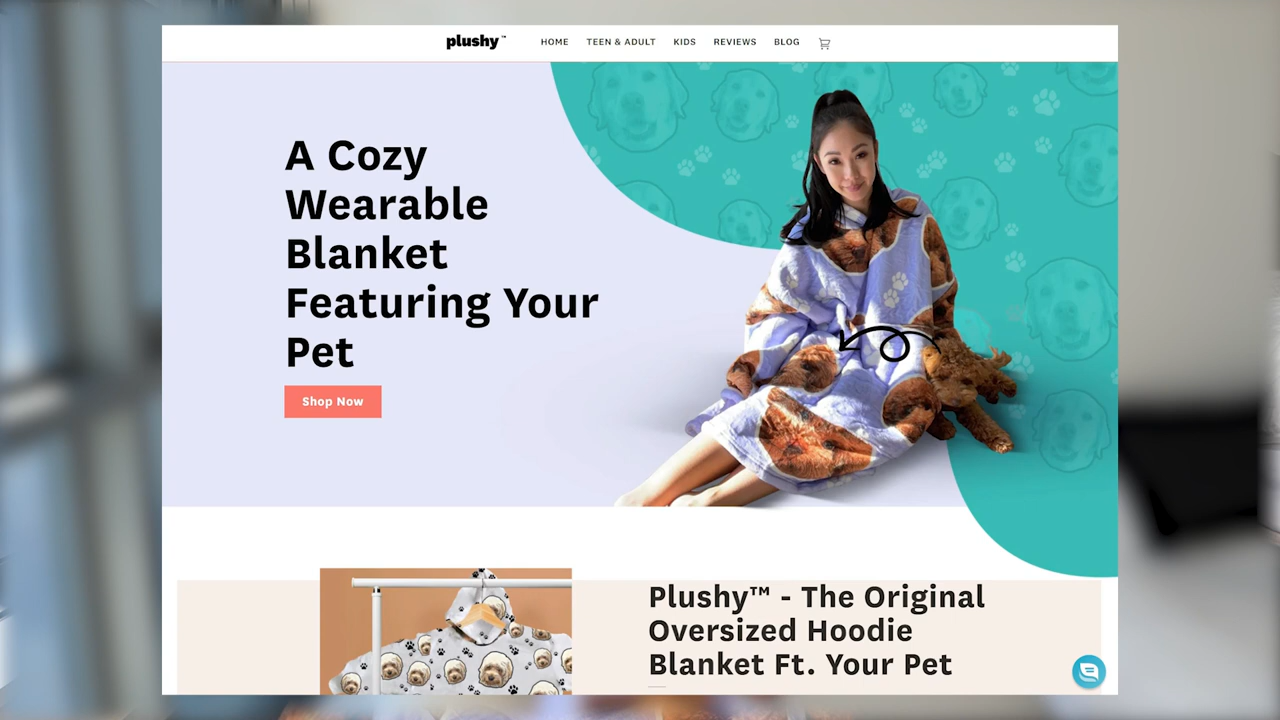 plushy™
HOME TEEN & ADULT KIDS REVIEWS BLOG
A Cozy
Wearable
Blanket
Featuring Your
Pet
Shop Now
Plushy™ - The Original
Oversized Hoodie
Blanket Ft. Your Pet